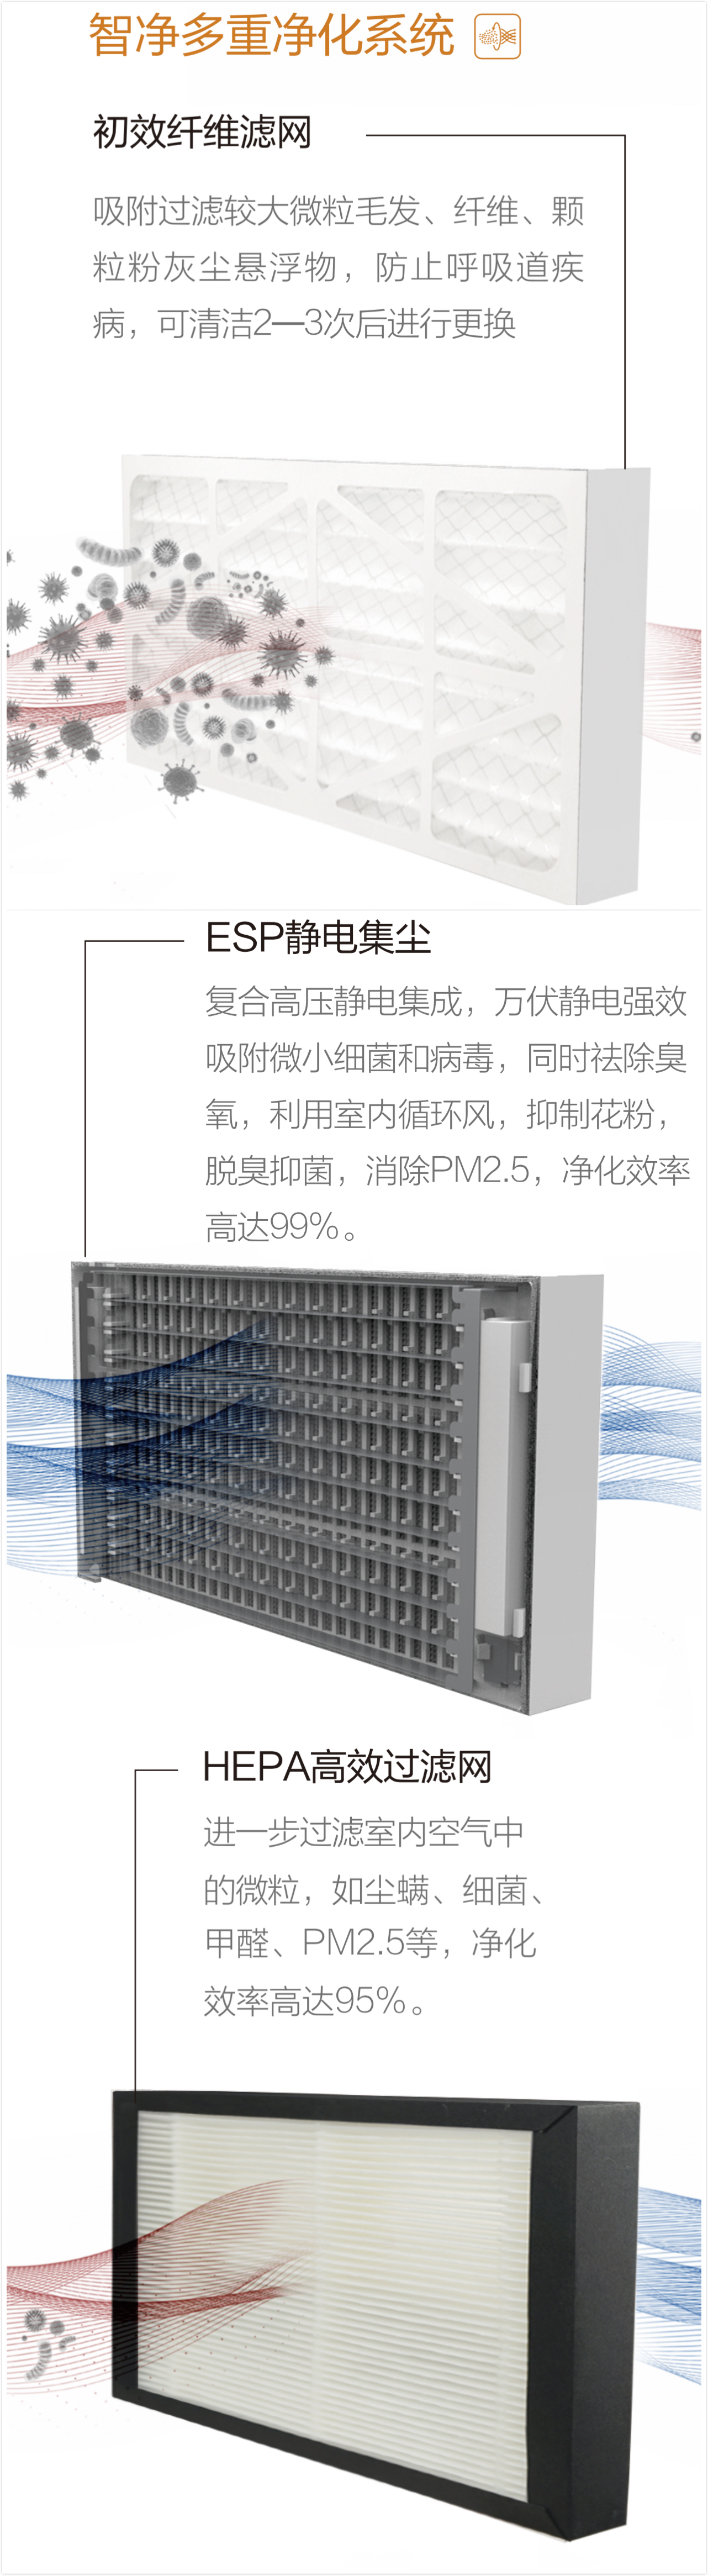 智净多重净化系统
初效纤维滤网
吸附过滤较大微粒毛发、纤维、颗
粒粉灰尘悬浮物，防止呼吸道疾
病，可清洁2—3次后进行更换
ESP静电集尘
复合高压静电集成，万伏静电强效
吸附微小细菌和病毒，同时祛除臭
氧，利用室内循环风，抑制花粉，
脱臭抑菌，消除PM2.5，净化效率
高达99%。
HEPA高效过滤网
进一步过滤室内空气中
的微粒，如尘螨、细菌、
甲醛、PM2.5等，净化
效率高达95%。